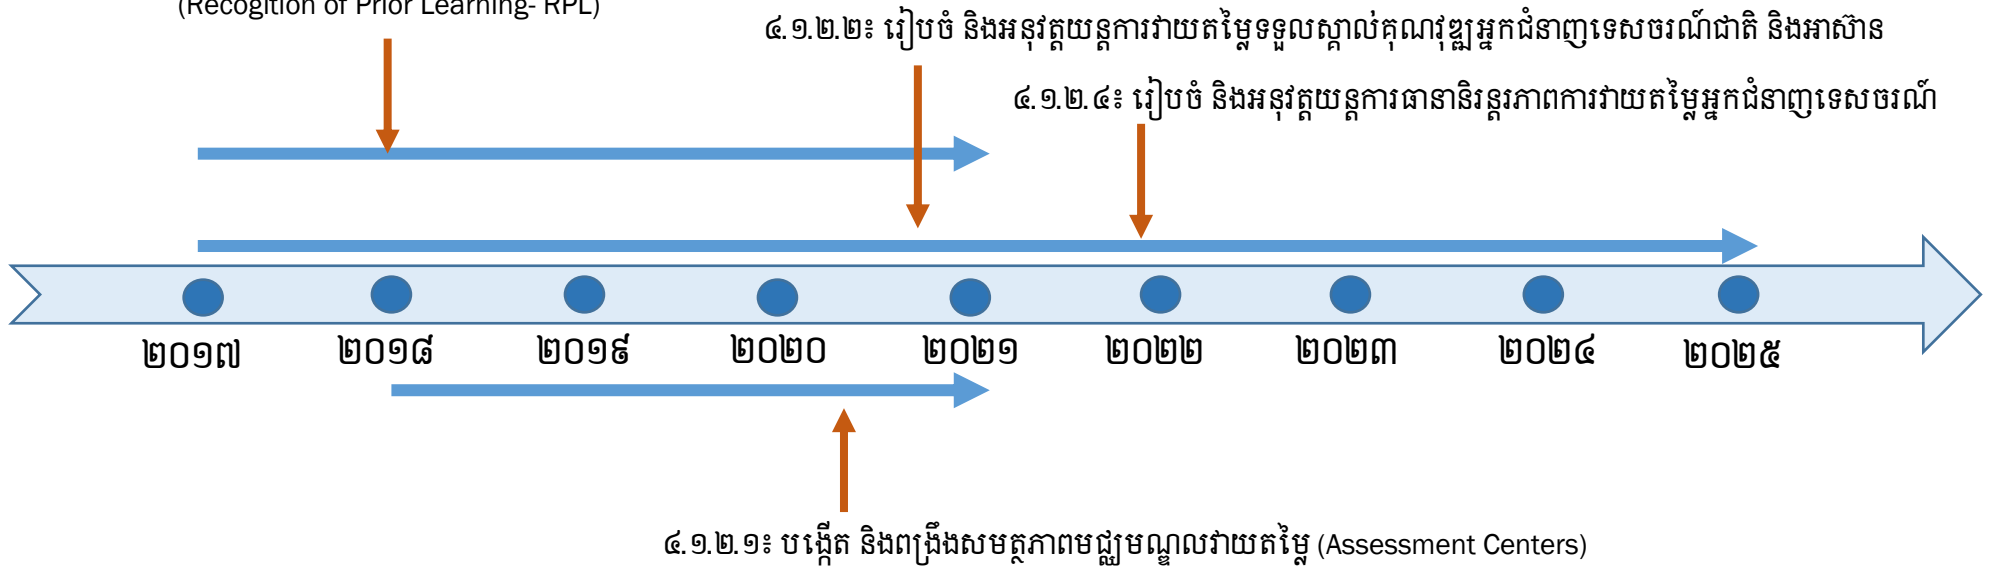 (Recogition of Prior Learning- RPL)
៤.១.២.២៖ រៀបចំ និងអនុវត្តយន្តការវាយតម្លៃទទួលស្គាល់គុណវុឌ្ឍអ្នកជំនាញទេសចរណ៍ជាតិ និងអាស៊ាន
៤.១.២.៤៖ រៀបចំ និងអនុវត្តយន្តការធានានិរន្តរភាពការវាយតម្លៃអ្នកជំនាញទេសចរណ៍
២០១៧ ២០១៨ ២០១៩ ២០២០ ២០២១ ២០២២ ២០២៣ ២០២៤ ២០២៥
៤.១.២.១៖ បង្កើត និងពង្រឹងសមត្ថភាពមជ្ឈមណ្ឌលវាយតម្លៃ (Assessment Centers)